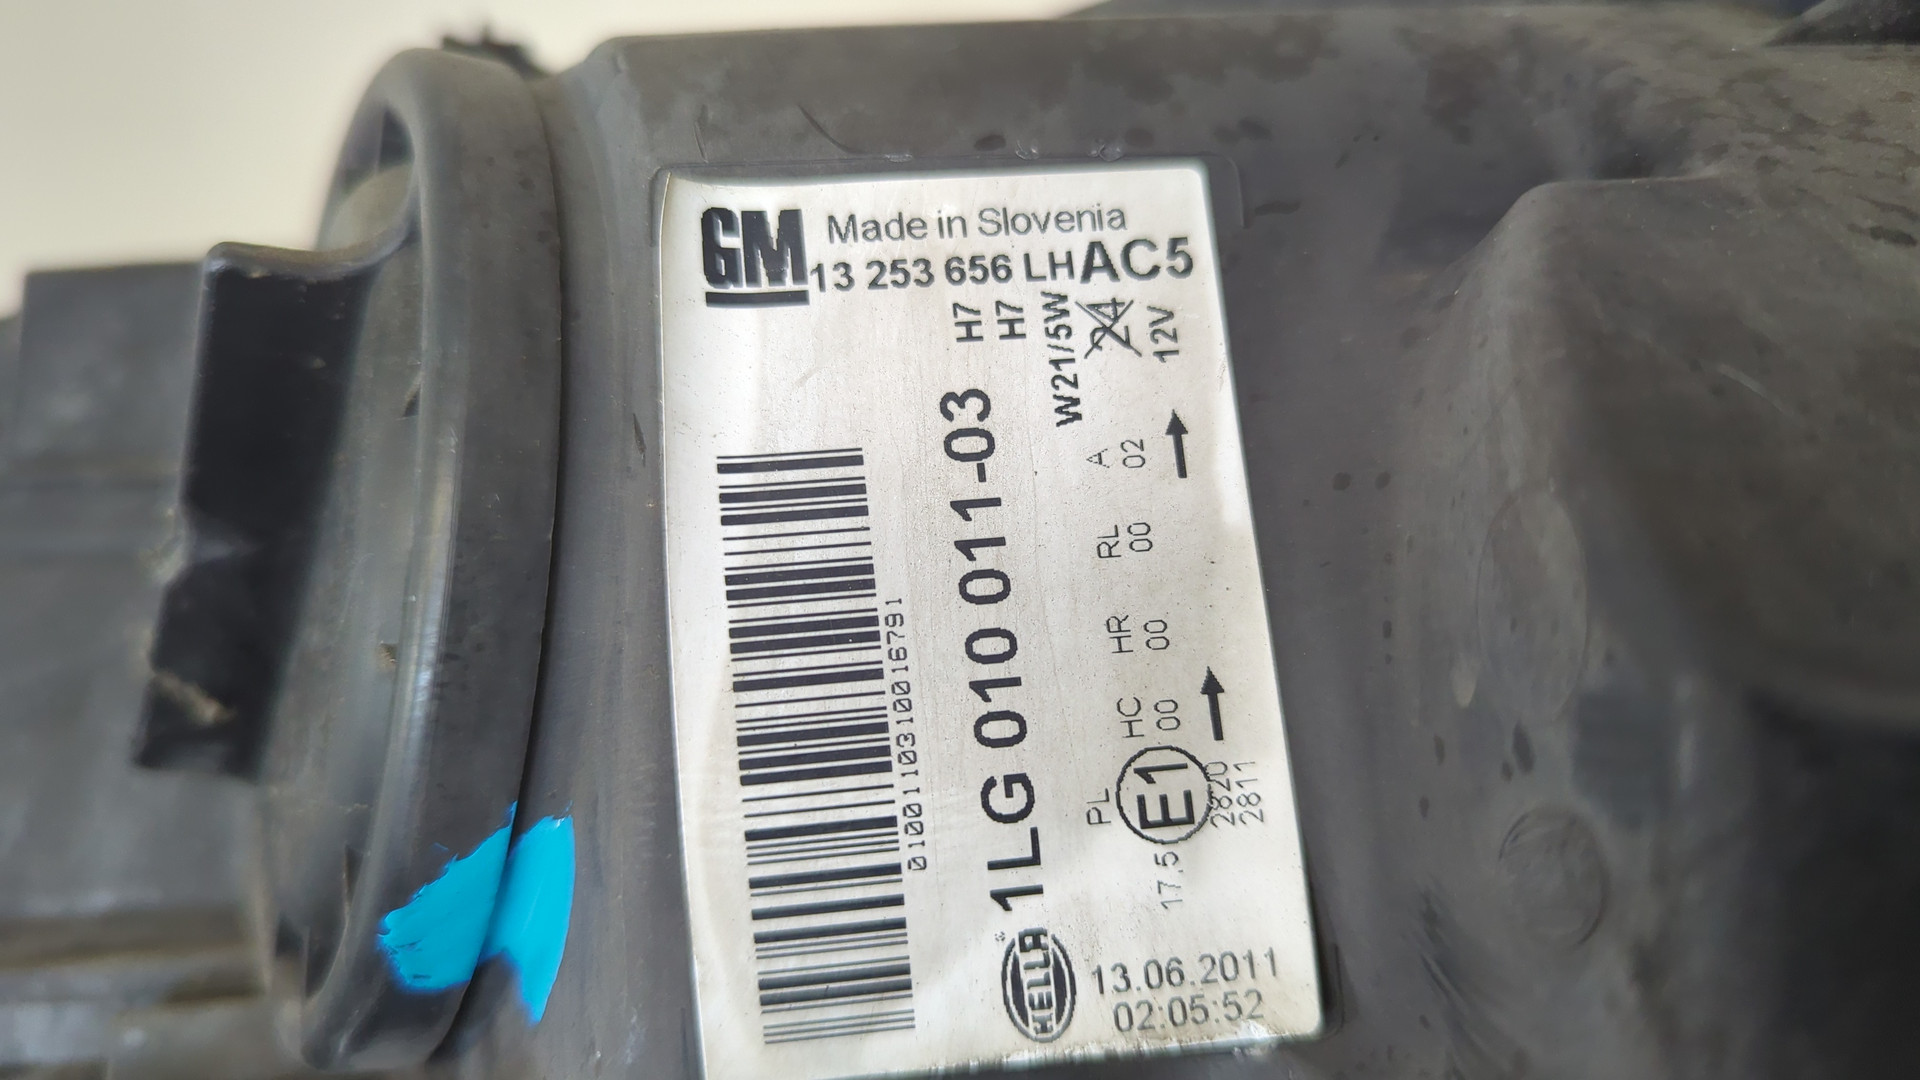 GM
Made in Slovenia
13 253 656 LH AC5
H7
H7
W21/5W
24
12V
1LG 010 011-03
01001103100016791
A
02
RL
00
HR
00
HC
00
PL
E1
17.5
2820
2811
HELLA
13.06.2011
02:05:52